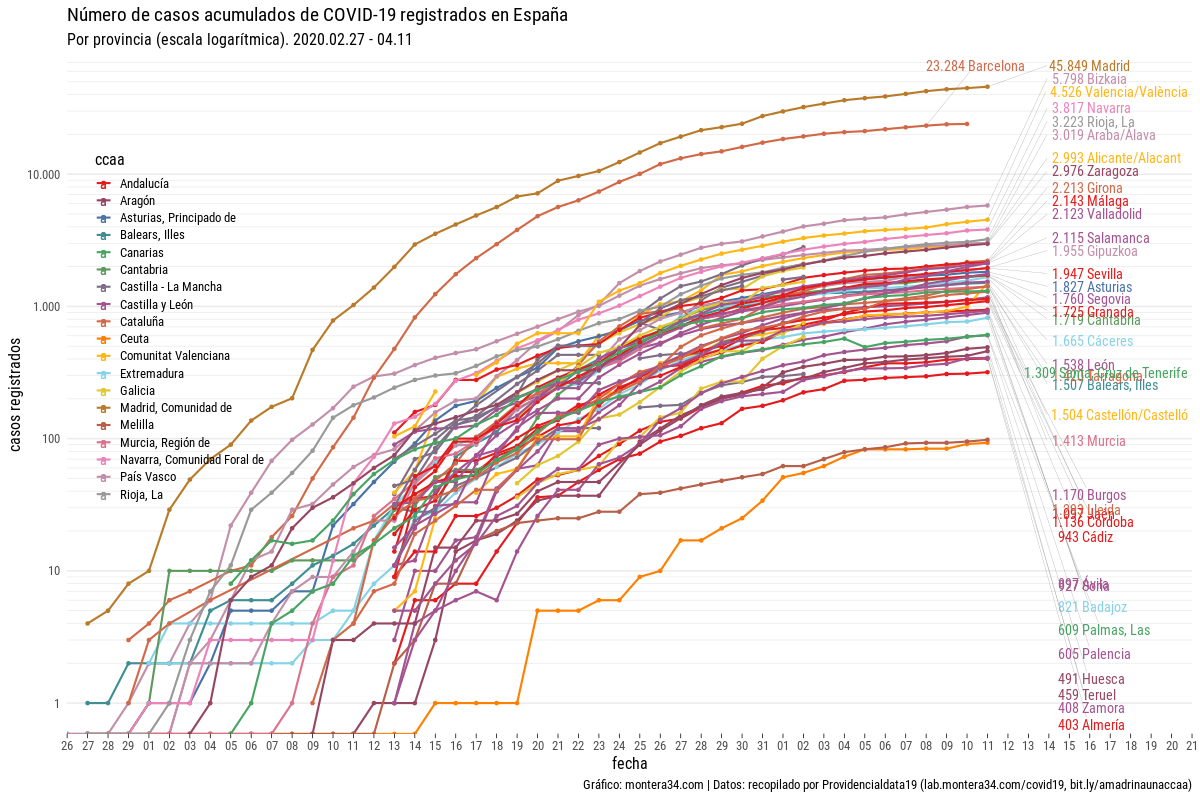 Número de casos acumulados de COVID-19 registrados en España
Por provincia (escala logarítmica). 2020.02.27 - 04.11
23.284 Barcelona
45.849 Madrid
5.798 Bizkaia
4.526 Valencia/València
3.817 Navarra
3.223 Rioja, La
3.019 Araba/Álava
2.993 Alicante/Alacant
2.976 Zaragoza
2.213 Girona
2.143 Málaga
2.123 Valladolid
2.115 Salamanca
1.955 Gipuzkoa
1.947 Sevilla
1.827 Asturias
1.760 Segovia
1.725 Granada
1.719 Cantabria
1.665 Cáceres
1.538 León
1.309 Santa Cruz de Tenerife
1.507 Balears, Illes
1.504 Castellón/Castelló
1.413 Murcia
1.170 Burgos
1.136 Córdoba
943 Cádiz
897 Ávila
927 Soria
821 Badajoz
609 Palmas, Las
605 Palencia
491 Huesca
459 Teruel
408 Zamora
403 Almería
ccaa
Andalucía
Aragón
Asturias, Principado de
Balears, Illes
Canarias
Cantabria
Castilla - La Mancha
Castilla y León
Cataluña
Ceuta
Comunitat Valenciana
Extremadura
Galicia
Madrid, Comunidad de
Melilla
Murcia, Región de
Navarra, Comunidad Foral de
País Vasco
Rioja, La
casos registrados
10.000
1.000
100
10
1
26 27 28 29 01 02 03 04 05 06 07 08 09 10 11 12 13 14 15 16 17 18 19 20 21 22 23 24 25 26 27 28 29 30 31 01 02 03 04 05 06 07 08 09 10 11 12 13 14 15 16 17 18 19 20 21
fecha
Gráfico: montera34.com | Datos: recopilado por Providencialdata19 (lab.montera34.com/covid19, bit.ly/amadrinaunaccaa)